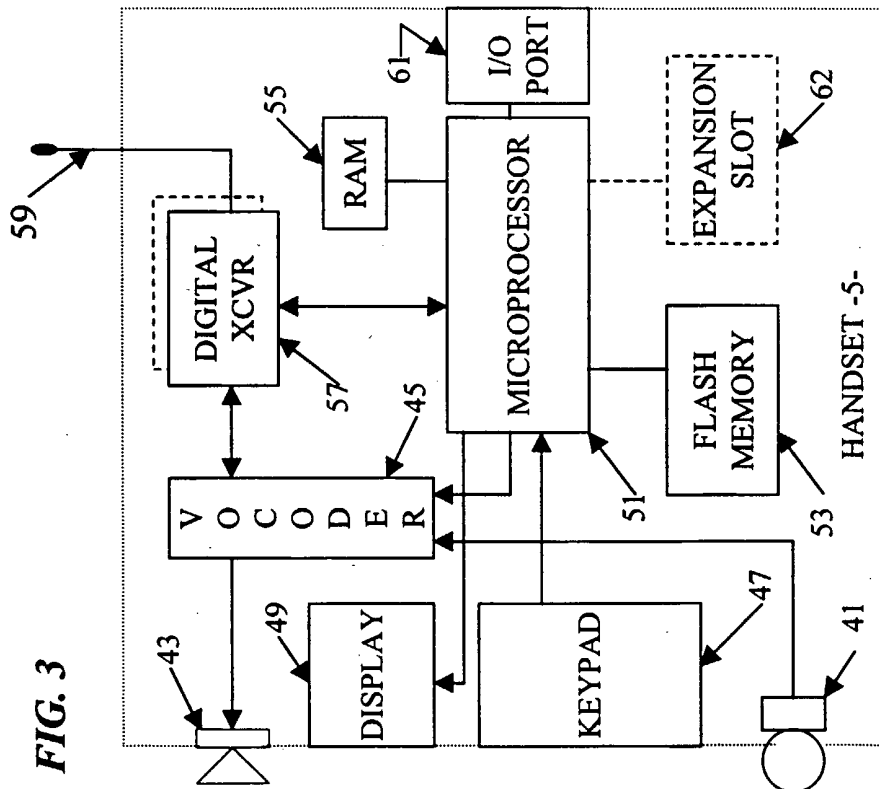 FIG. 3
59
DIGITAL
XCVR
57
55
RAM
61
I/O
PORT
43
VOCODER
45
MICROPROCESSOR
51
49
DISPLAY
EXPANSION
SLOT
62
KEYPAD
47
FLASH
MEMORY
53
41
HANDSET -5-